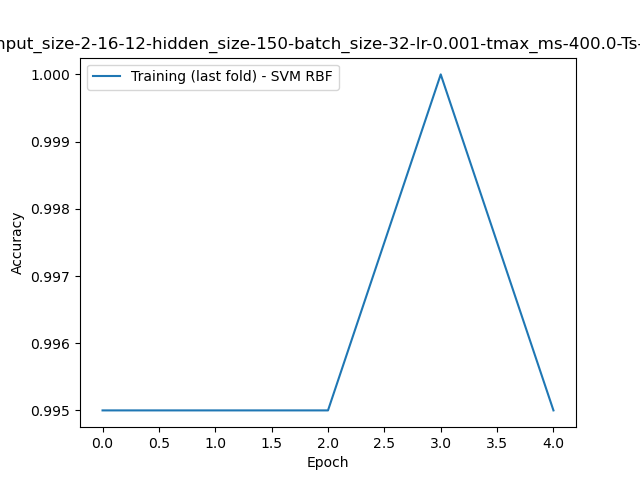 nput_size-2-16-12-hidden_size-150-batch_size-32-lr-0.001-tmax_ms-400.0-Ts-
Training (last fold) - SVM RBF
1.000
0.999
0.998
0.997
0.996
0.995
Accuracy
0.0 0.5 1.0 1.5 2.0 2.5 3.0 3.5 4.0
Epoch